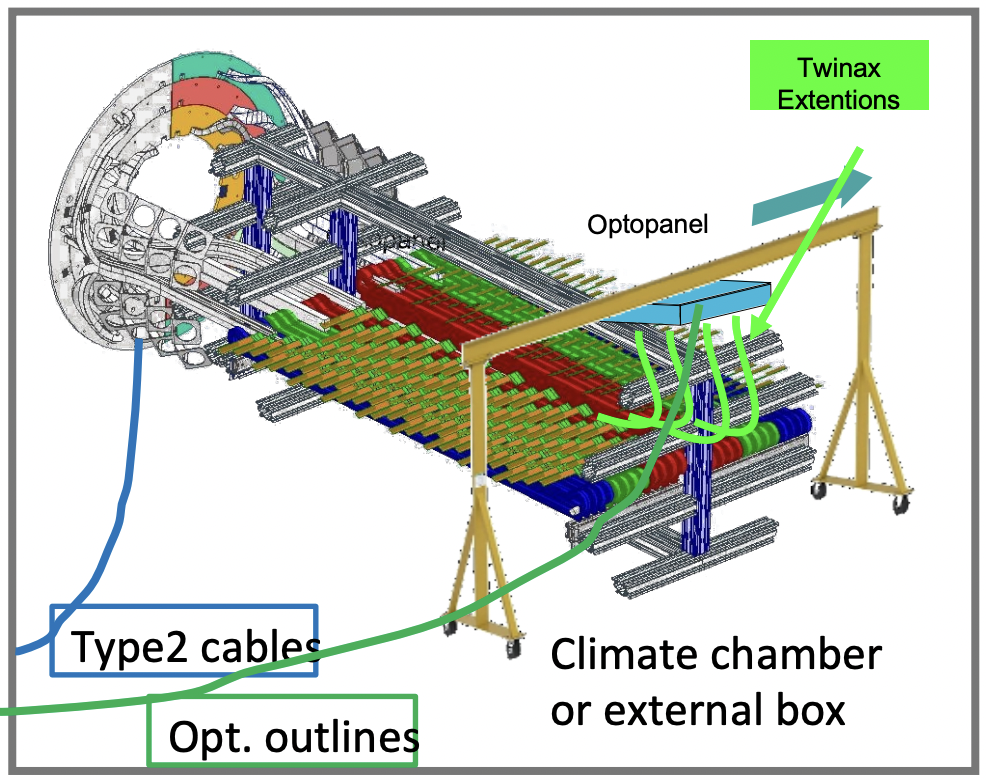 Twinax
Extentions
Optopanel
Type2 cables
Opt. outlines
Climate chamber
or external box